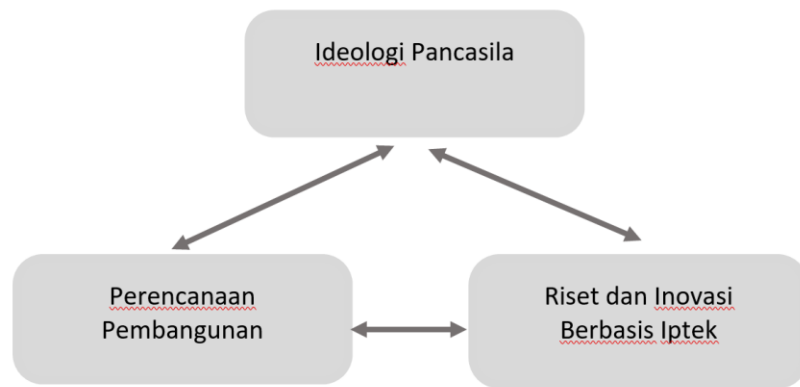 Ideologi Pancasila
Perencanaan
Pembangunan
Riset dan Inovasi
Berbasis Iptek